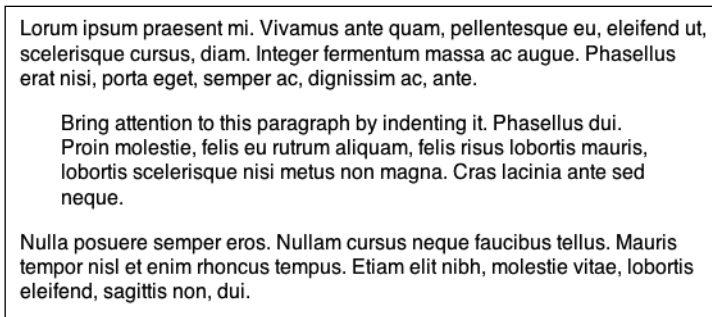 Lorum ipsum praesent mi. Vivamus ante quam, pellentesque eu, eleifend ut,
scelerisque cursus, diam. Integer fermentum massa ac augue. Phasellus
erat nisi, porta eget, semper ac, dignissim ac, ante.
Bring attention to this paragraph by indenting it. Phasellus dui.
Proin molestie, felis eu rutrum aliquam, felis risus lobortis mauris,
lobortis scelerisque nisi metus non magna. Cras lacinia ante sed
neque.
Nulla posuere semper eros. Nullam cursus neque faucibus tellus. Mauris
tempor nisl et enim rhoncus tempus. Etiam elit nibh, molestie vitae, lobortis
eleifend, sagittis non, dui.